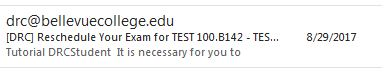 drc@bellevuecollege.edu
[DRC] Reschedule Your Exam for TEST 100.B142 - TES... 8/29/2017
Tutorial DRCStudent It is necessary for you to